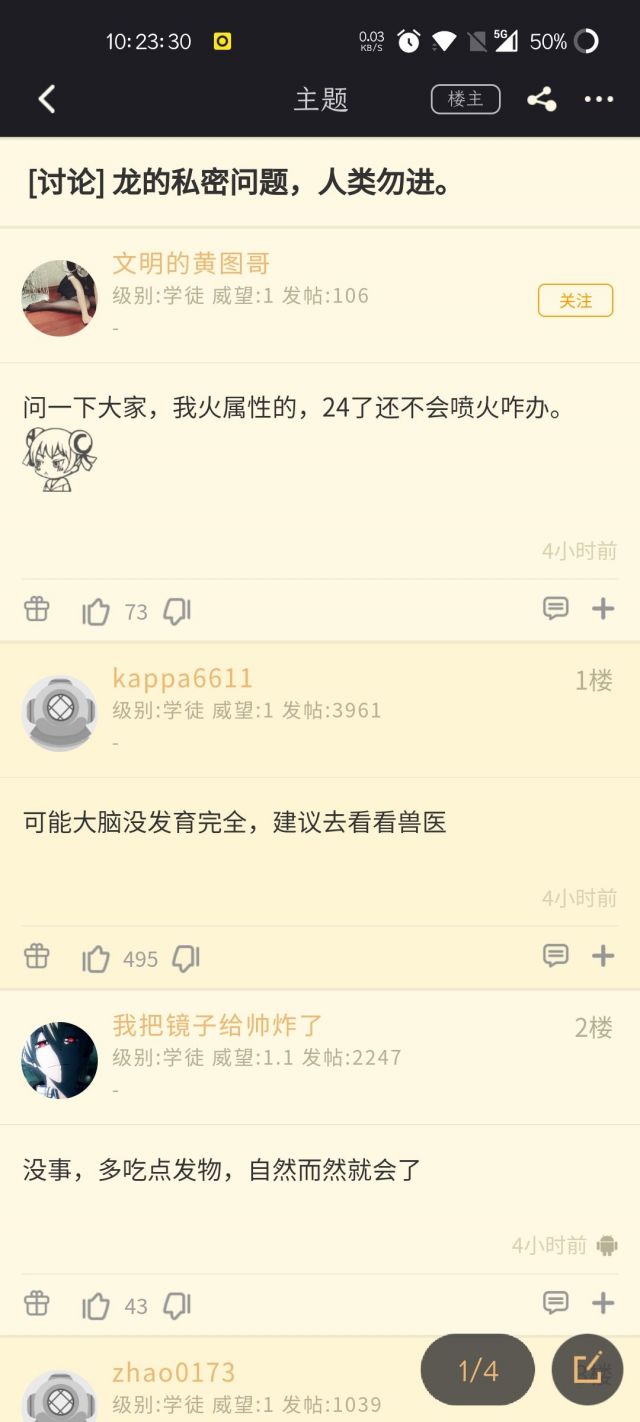 10:23:30 0.03 KB/S 5G 50%
主题 楼主
[讨论] 龙的私密问题，人类勿进。
文明的黄图哥
级别:学徒 威望:1 发帖:106
关注
-
问一下大家，我火属性的，24了还不会喷火咋办。
4小时前
73
kappa6611 1楼
级别:学徒 威望:1 发帖:3961
-
可能大脑没发育完全，建议去看看兽医
4小时前
495
我把镜子给帅炸了 2楼
级别:学徒 威望:1.1 发帖:2247
-
没事，多吃点发物，自然而然就会了
4小时前
43
zhao0173 1/4
级别:学徒 威望:1 发帖:1039